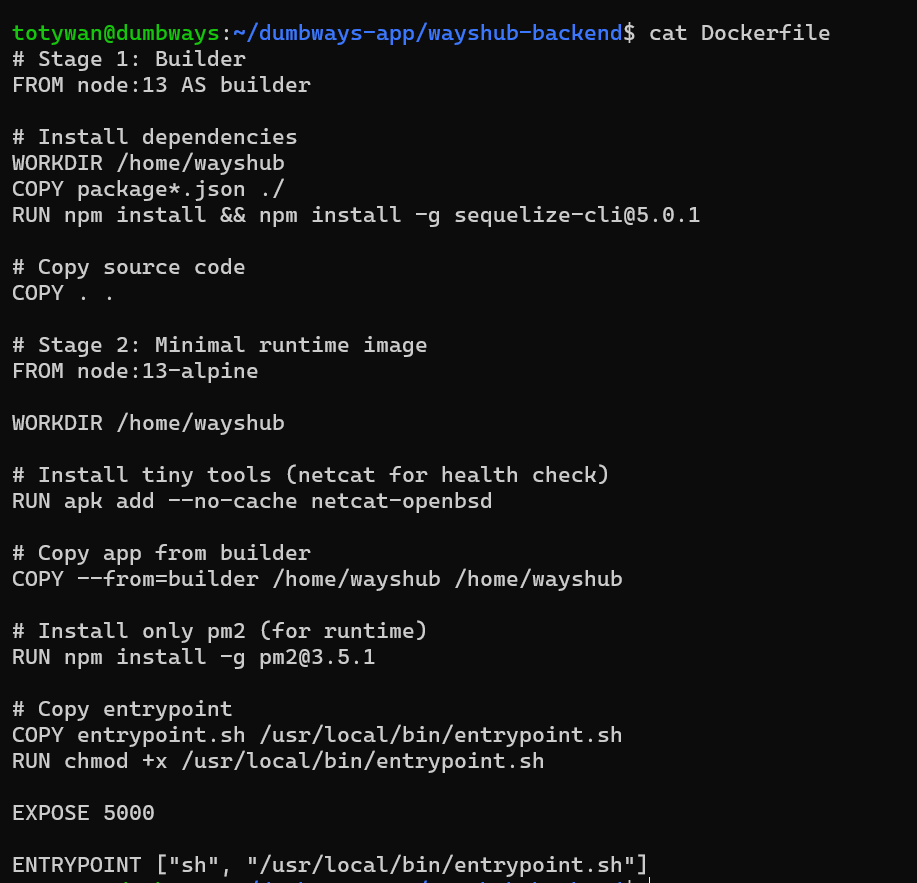 totywan@dumbways:~/dumbways-app/wayshub-backend$ cat Dockerfile
# Stage 1: Builder
FROM node:13 AS builder

# Install dependencies
WORKDIR /home/wayshub
COPY package*.json ./
RUN npm install && npm install -g sequelize-cli@5.0.1

# Copy source code
COPY . .

# Stage 2: Minimal runtime image
FROM node:13-alpine

WORKDIR /home/wayshub

# Install tiny tools (netcat for health check)
RUN apk add --no-cache netcat-openbsd

# Copy app from builder
COPY --from=builder /home/wayshub /home/wayshub

# Install only pm2 (for runtime)
RUN npm install -g pm2@3.5.1

# Copy entrypoint
COPY entrypoint.sh /usr/local/bin/entrypoint.sh
RUN chmod +x /usr/local/bin/entrypoint.sh

EXPOSE 5000

ENTRYPOINT ["sh", "/usr/local/bin/entrypoint.sh"]